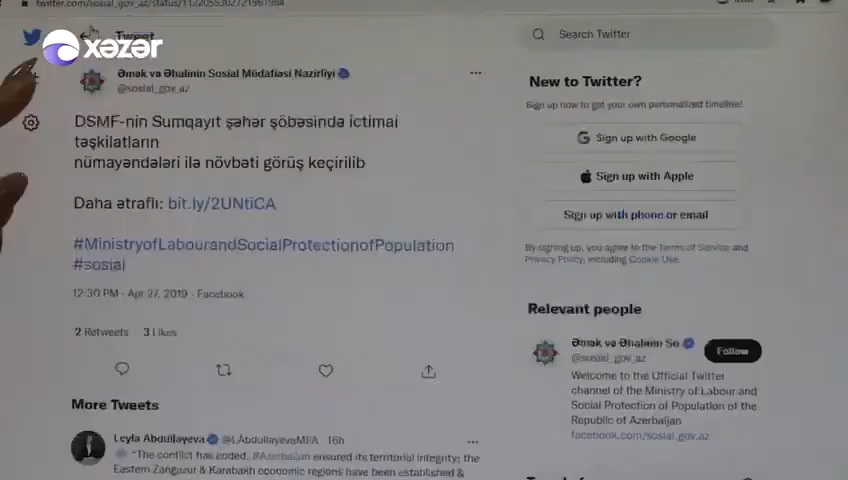 twitter.com/sosial_gov_az/status/1122055302721961984
xəzər
Tweet
Search Twitter
Əmək və Əhalinin Sosial Müdafiəsi Nazirliyi
@sosial_gov_az
DSMF-nin Sumqayıt şəhər şöbəsində ictimai
təşkilatların
nümayəndələri ilə növbəti görüş keçirilib
Daha ətraflı: bit.ly/2UNtiCA
#MinistryofLabourandSocialProtectionofPopulation
#sosial
12:30 PM · Apr 27, 2019 · Facebook
2 Retweets 3 Likes
More Tweets
Leyla Abdullayeva @LAbdullayevaMFA 16h
"The conflict has ended, #Azerbaijan ensured its territorial integrity; the
Eastern Zangazur & Karabakh economic regions have been established &
New to Twitter?
Sign up now to get your own personalized timeline!
Sign up with Google
Sign up with Apple
Sign up with phone or email
By signing up, you agree to the Terms of Service and
Privacy Policy, including Cookie Use.
Relevant people
Əmək və Əhalinin So
@sosial_gov_az
Follow
Welcome to the Official Twitter
channel of the Ministry of Labour and
Social Protection of Population of the
Republic of Azerbaijan
facebook.com/sosial.gov.az